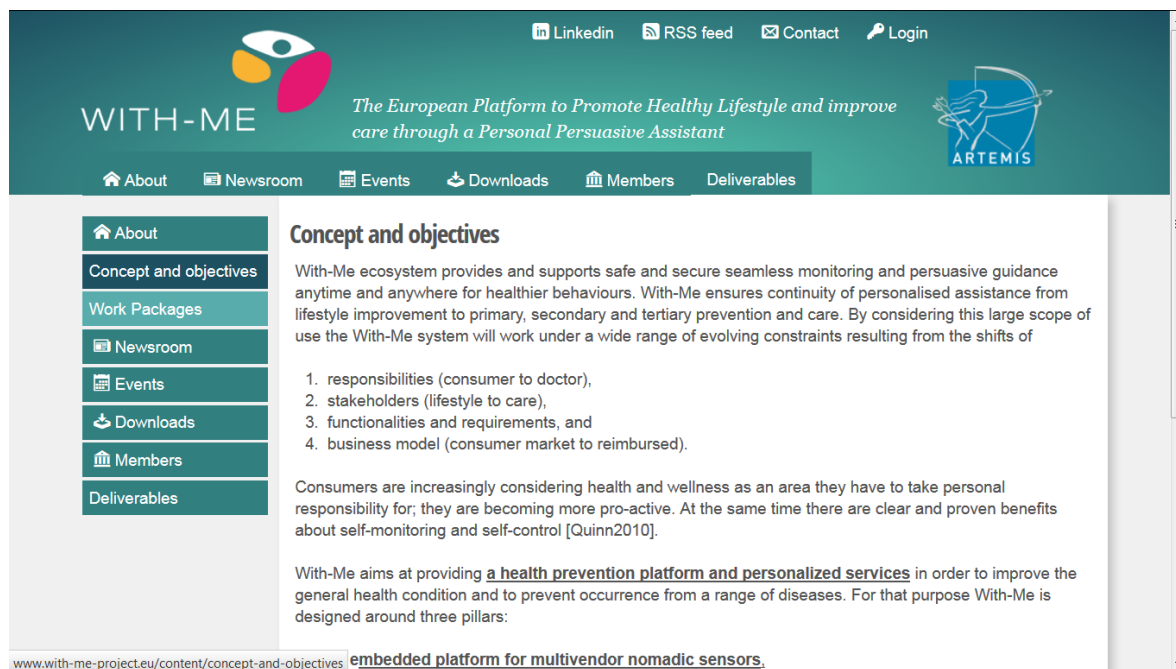 Linkedin RSS feed Contact Login
WITH-ME
The European Platform to Promote Healthy Lifestyle and improve
care through a Personal Persuasive Assistant
ARTEMIS
About Newsroom Events Downloads Members Deliverables
About
Concept and objectives
Work Packages
Newsroom
Events
Downloads
Members
Deliverables
Concept and objectives
With-Me ecosystem provides and supports safe and secure seamless monitoring and persuasive guidance
anytime and anywhere for healthier behaviours. With-Me ensures continuity of personalised assistance from
lifestyle improvement to primary, secondary and tertiary prevention and care. By considering this large scope of
use the With-Me system will work under a wide range of evolving constraints resulting from the shifts of
1. responsibilities (consumer to doctor),
2. stakeholders (lifestyle to care),
3. functionalities and requirements, and
4. business model (consumer market to reimbursed).
Consumers are increasingly considering health and wellness as an area they have to take personal
responsibility for; they are becoming more pro-active. At the same time there are clear and proven benefits
about self-monitoring and self-control [Quinn2010].
With-Me aims at providing a health prevention platform and personalized services in order to improve the
general health condition and to prevent occurrence from a range of diseases. For that purpose With-Me is
designed around three pillars:
embedded platform for multivendor nomadic sensors,
www.with-me-project.eu/content/concept-and-objectives